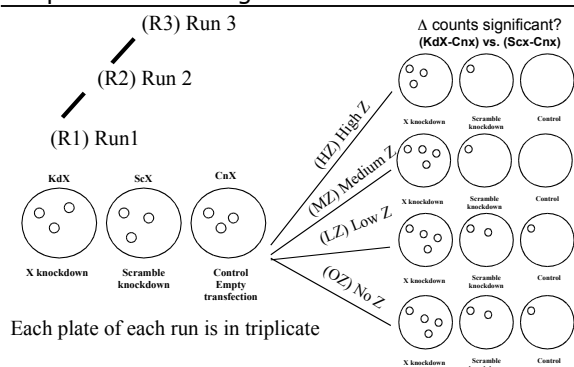 (R3) Run 3
(R2) Run 2
(R1) Run1
KdX
ScX
CnX
X knockdown
Scramble
knockdown
Control
Empty
transfection
Each plate of each run is in triplicate
(HZ) High Z
(MZ) Medium Z
(LZ) Low Z
(OZ) No Z
Δ counts significant?
(KdX-Cnx) vs. (Scx-Cnx)
X knockdown
Scramble
knockdown
Control
X knockdown
Scramble
knockdown
Control
X knockdown
Scramble
knockdown
Control
X knockdown
Scramble
Control